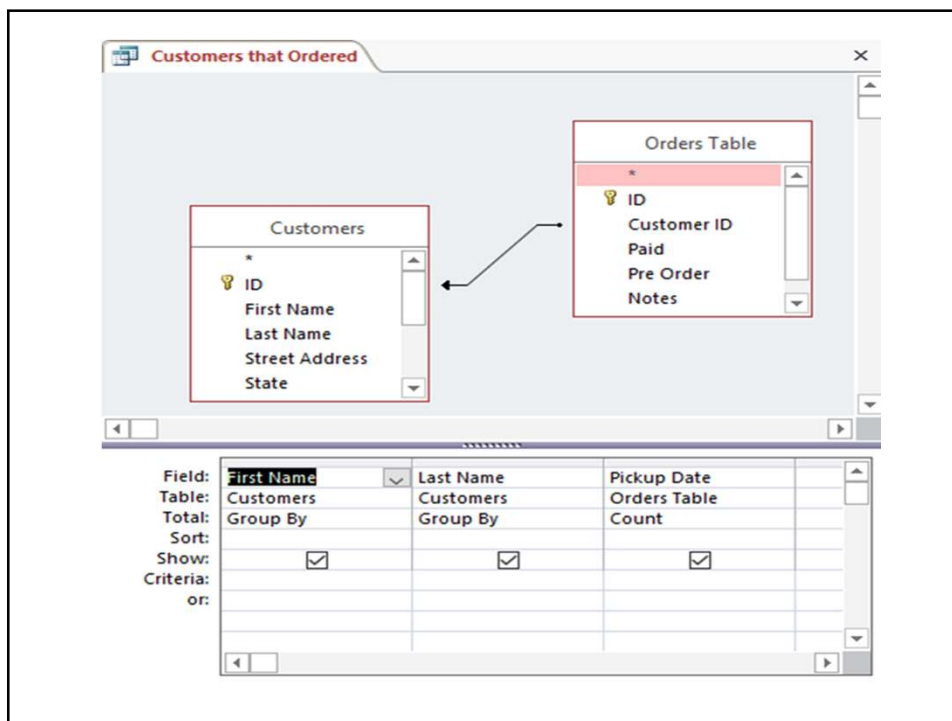 Customers that Ordered
Orders Table
*
ID
Customer ID
Paid
Pre Order
Notes
Customers
*
ID
First Name
Last Name
Street Address
State
Field: First Name Last Name Pickup Date
Table: Customers Customers Orders Table
Total: Group By Group By Count
Sort:
Show:
Criteria:
or: